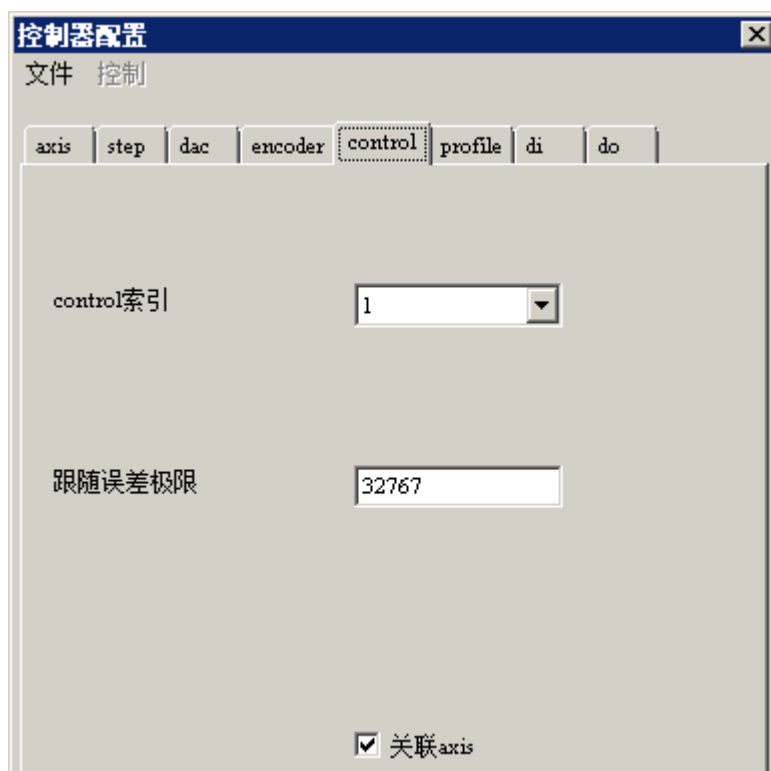 控制器配置
文件 控制
axis step dac encoder control profile di do
control索引 1
跟随误差极限 32767
关联axis